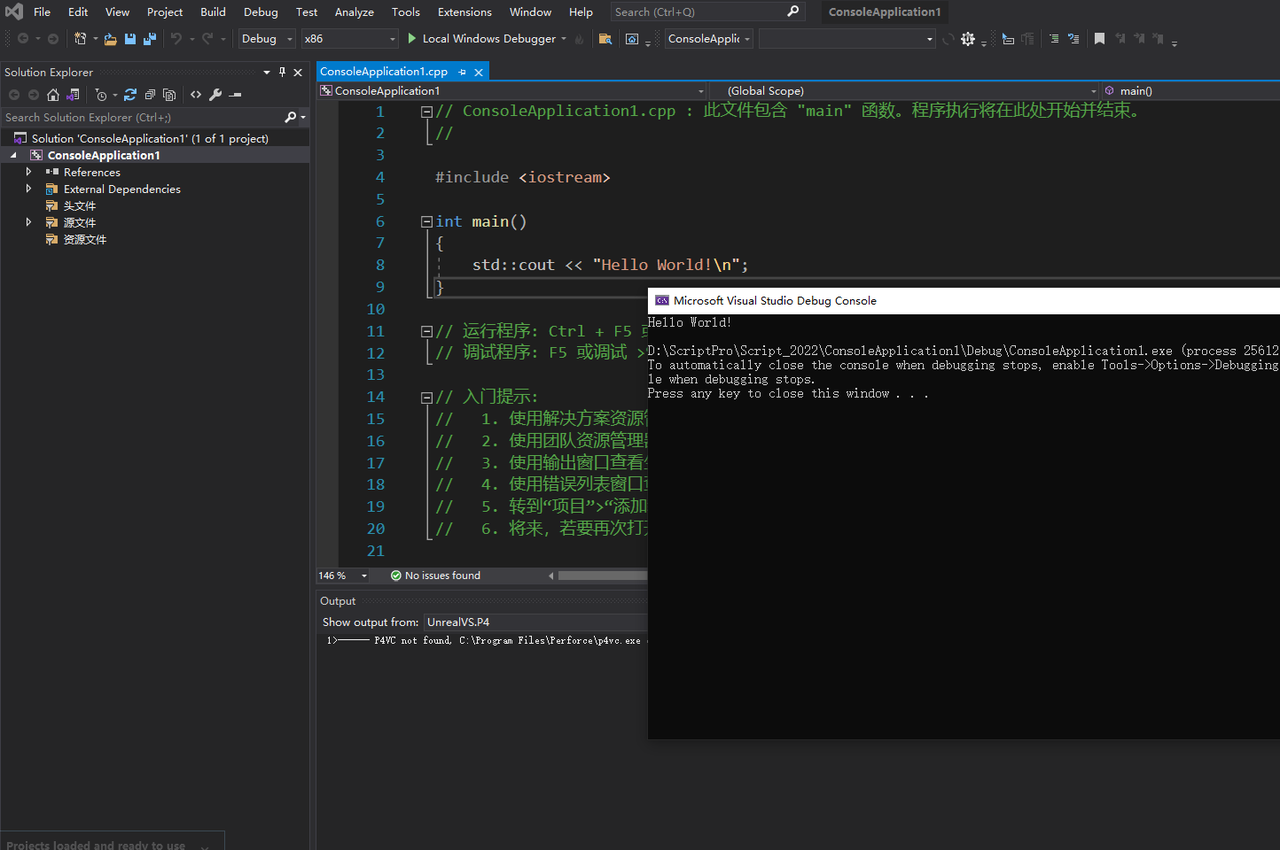 File Edit View Project Build Debug Test Analyze Tools Extensions Window Help Search (Ctrl+Q) ConsoleApplication1
Debug x86 Local Windows Debugger ConsoleApplic
Solution Explorer
Search Solution Explorer (Ctrl+;)
Solution 'ConsoleApplication1' (1 of 1 project)
ConsoleApplication1
References
External Dependencies
头文件
源文件
资源文件
ConsoleApplication1.cpp
ConsoleApplication1 (Global Scope) main()
1 // ConsoleApplication1.cpp : 此文件包含 "main" 函数。程序执行将在此处开始并结束。
2 //
3
4 #include <iostream>
5
6 int main()
7 {
8 std::cout << "Hello World!\n";
9 }
10
11 // 运行程序: Ctrl + F5
12 // 调试程序: F5 或调试 >
13
14 // 入门提示:
15 // 1. 使用解决方案资源
16 // 2. 使用团队资源管理
17 // 3. 使用输出窗口查看
18 // 4. 使用错误列表窗口
19 // 5. 转到“项目”>“添加
20 // 6. 将来，若要再次打
21
146 % No issues found
Output
Show output from: UnrealVS.P4
1>—— P4VC not found, C:\Program Files\Perforce\p4vc.exe
Microsoft Visual Studio Debug Console
Hello World!
D:\ScriptPro\Script_2022\ConsoleApplication1\Debug\ConsoleApplication1.exe (process 25612
To automatically close the console when debugging stops, enable Tools->Options->Debugging
le when debugging stops.
Press any key to close this window . . .
Projects loaded and ready to use